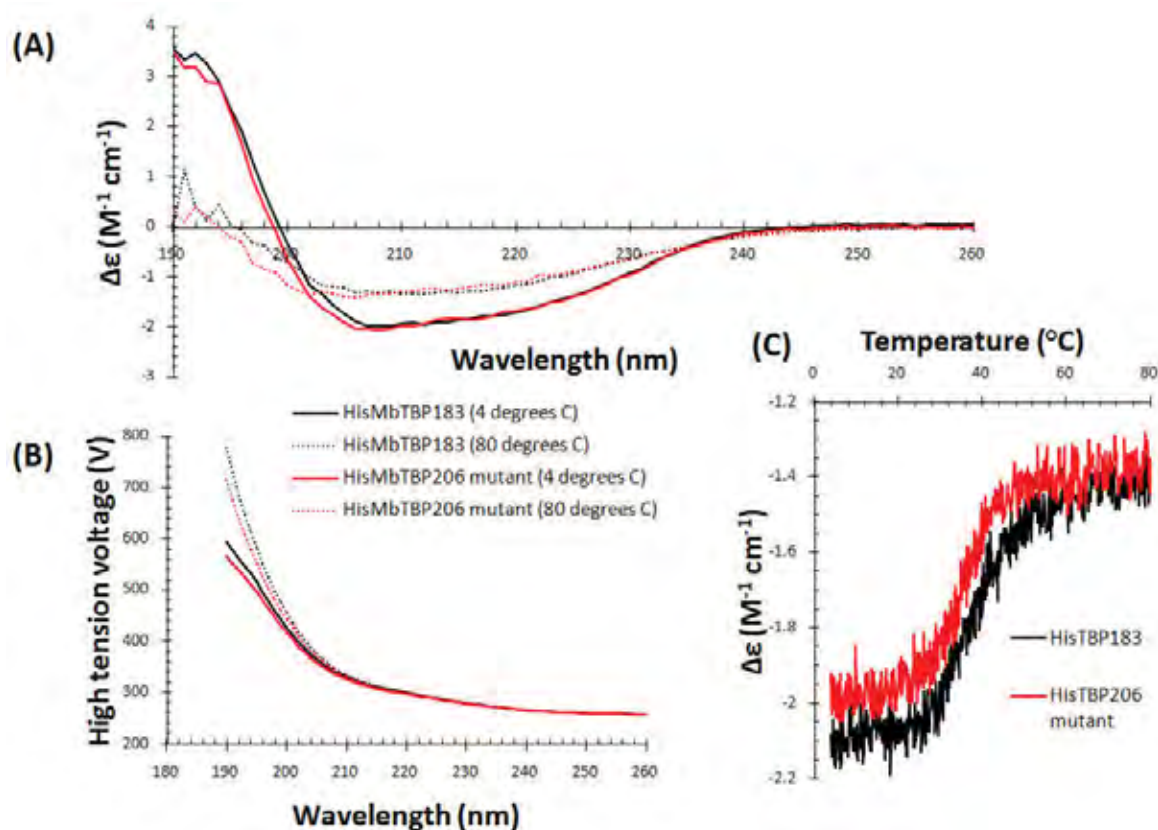 (A)
4
3
2
1
0
-1
-2
-3
190
200
210
220
230
240
250
260
Δε (M-1 cm-1)
Wavelength (nm)
HisMbTBP183 (4 degrees C)
HisMbTBP183 (80 degrees C)
HisMbTBP206 mutant (4 degrees C)
HisMbTBP206 mutant (80 degrees C)
(B)
800
700
600
500
400
300
200
180 190 200 210 220 230 240 250 260
High tension voltage (V)
Wavelength (nm)
(C)
Temperature (°C)
0 20 40 60 80
-1.2
-1.4
-1.6
-1.8
-2
-2.2
Δε (M-1 cm-1)
HisTBP183
HisTBP206
mutant